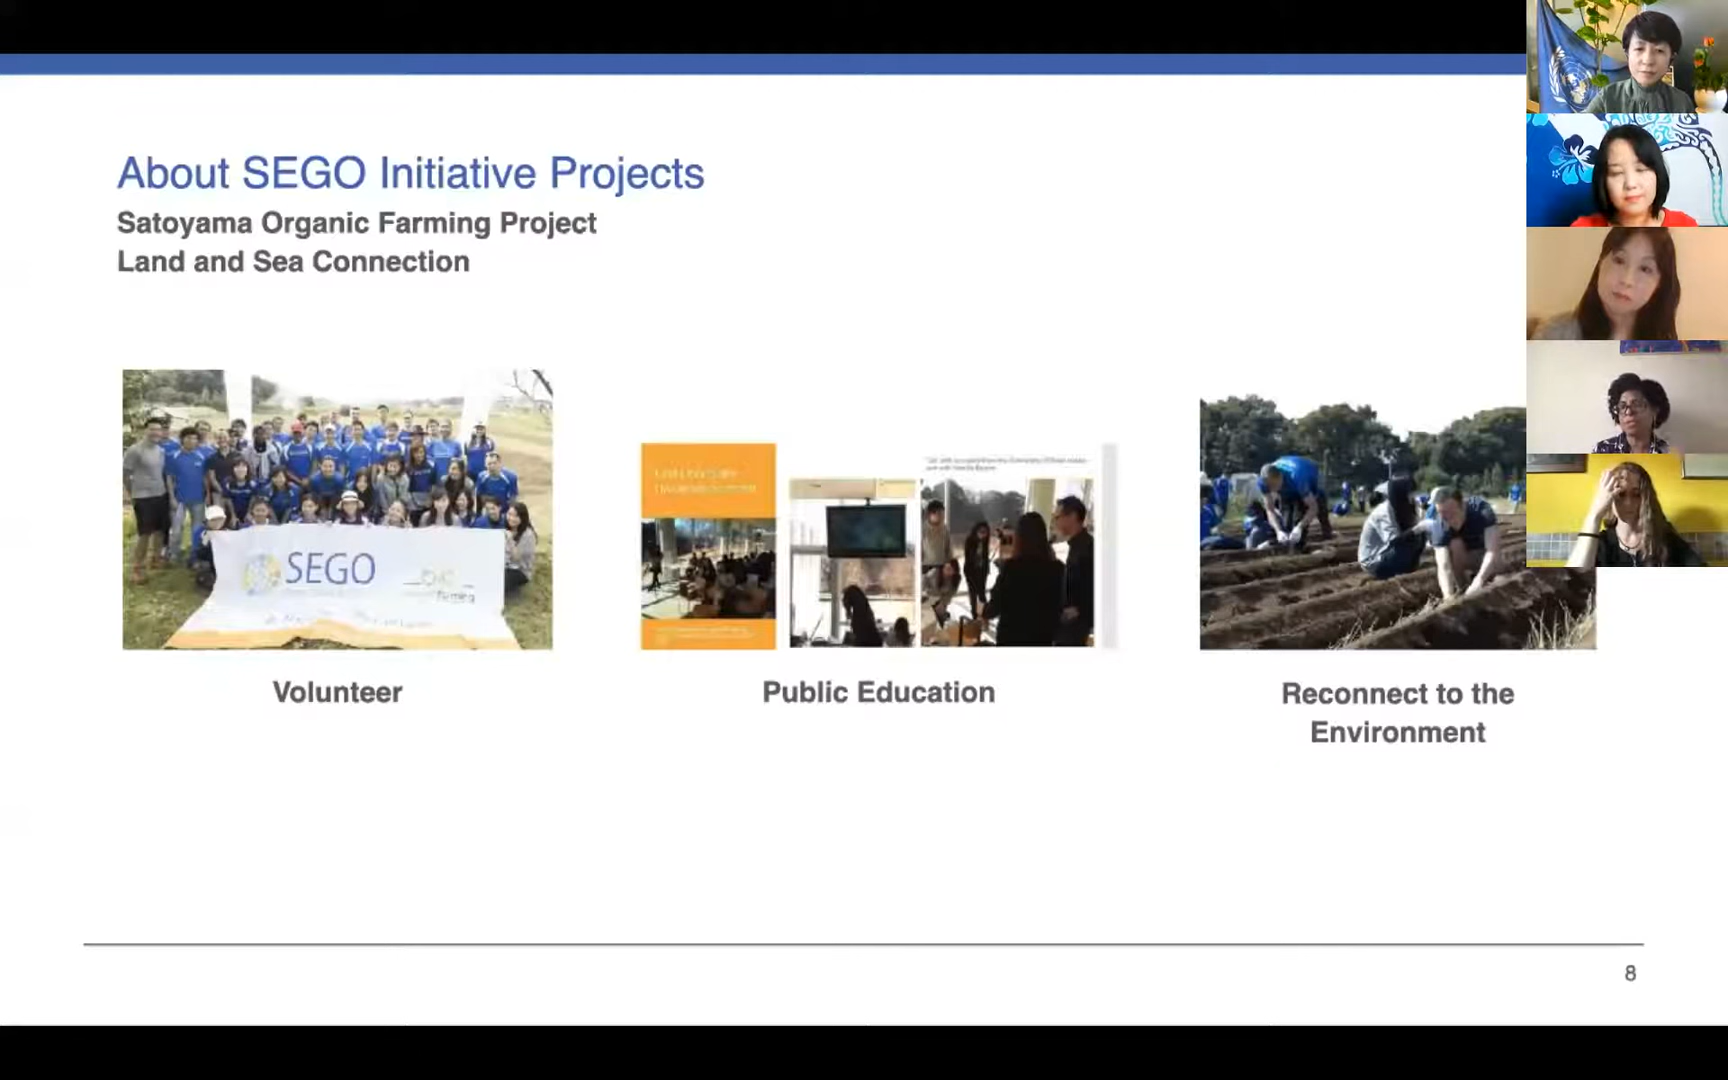 About SEGO Initiative Projects
Satoyama Organic Farming Project
Land and Sea Connection
SEGO
Volunteer
Public Education
Reconnect to the
Environment
8